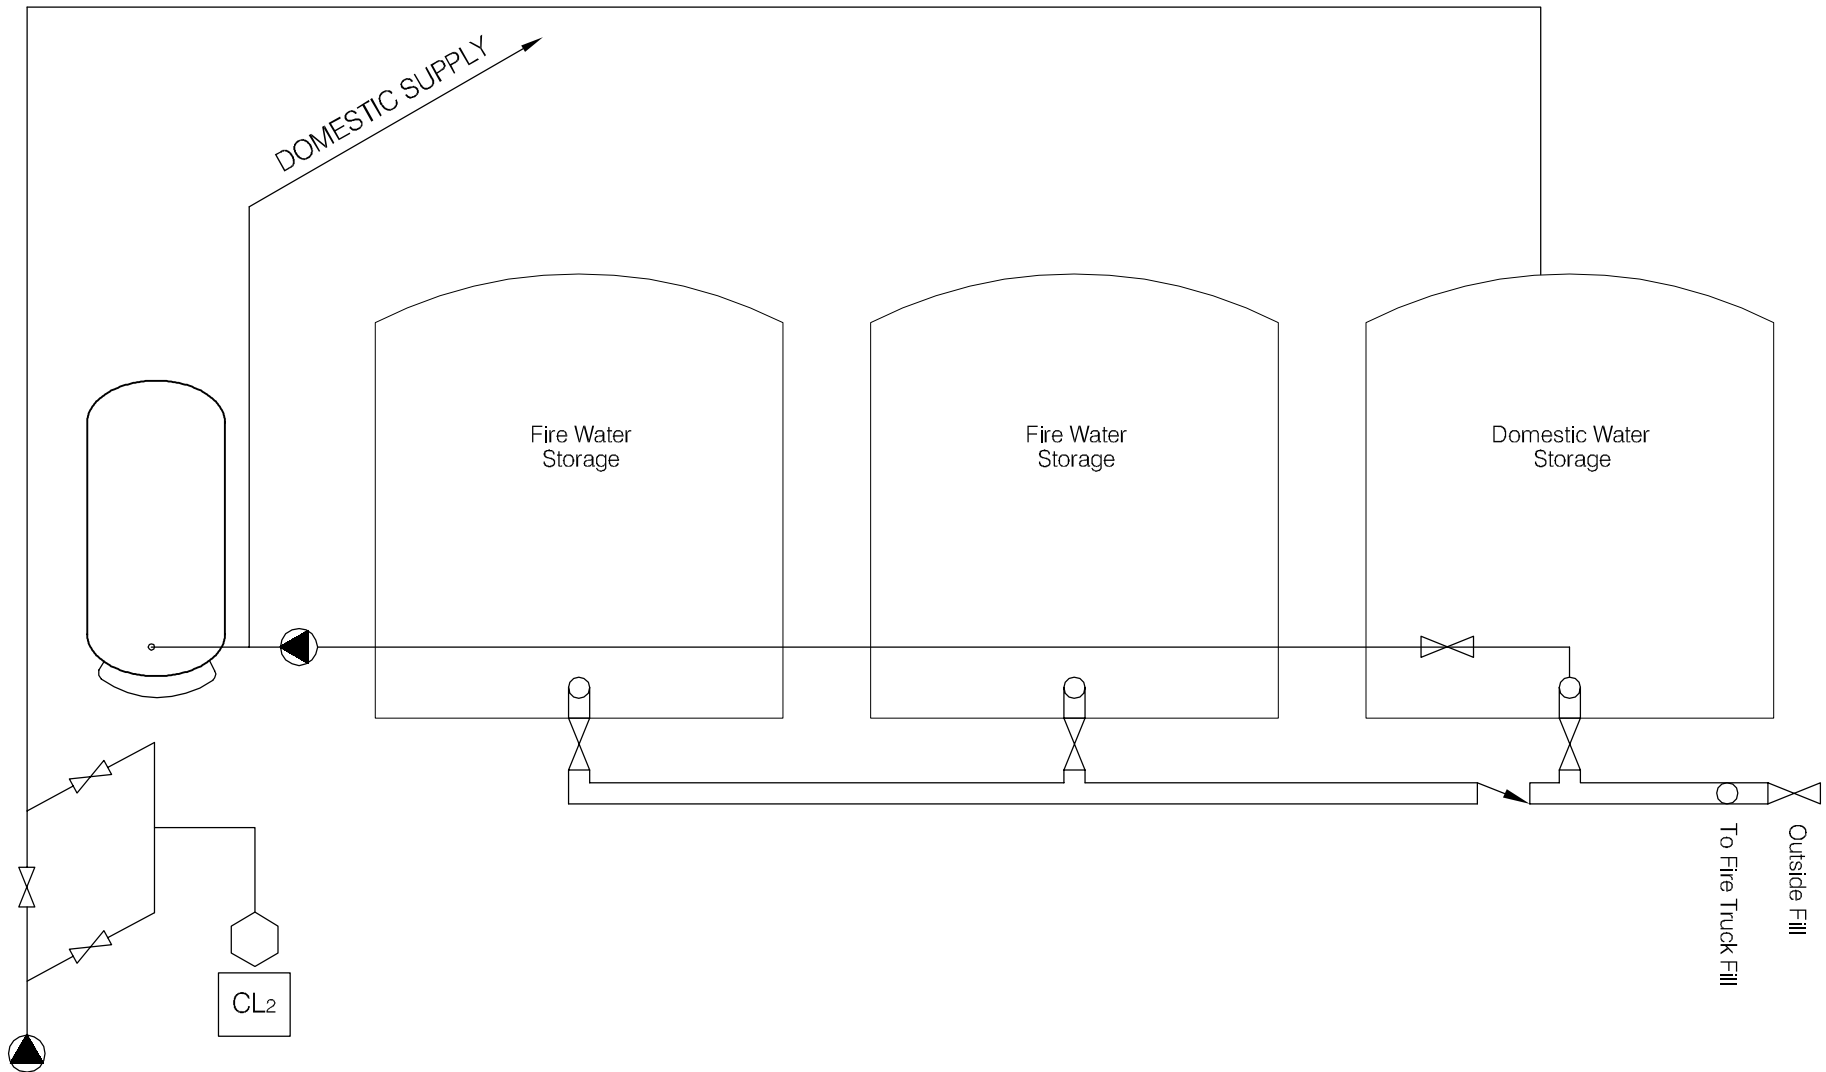 DOMESTIC SUPPLY
Fire Water
Storage
Fire Water
Storage
Domestic Water
Storage
To Fire Truck Fill
Outside Fill
CL2